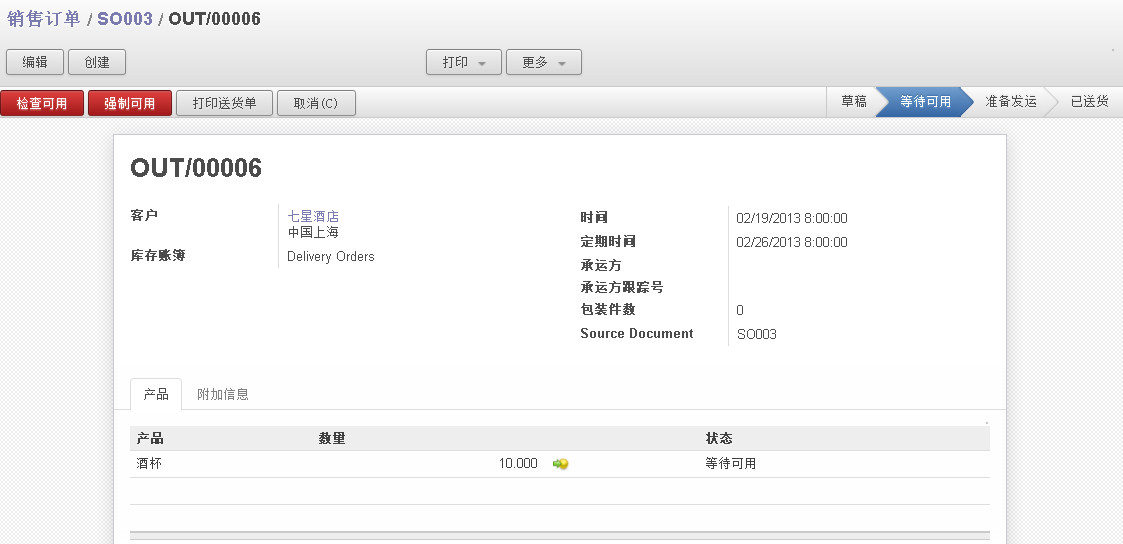 销售订单 / SO003 / OUT/00006
编辑 创建 打印 更多
检查可用 强制可用 打印送货单 取消(C) 草稿 等待可用 准备发运 已送货
OUT/00006
客户 七星酒店
中国上海
库存账簿 Delivery Orders
时间 02/19/2013 8:00:00
定期时间 02/26/2013 8:00:00
承运方
承运方跟踪号
包装件数 0
Source Document SO003
产品 附加信息
产品 数量 状态
酒杯 10.000 等待可用